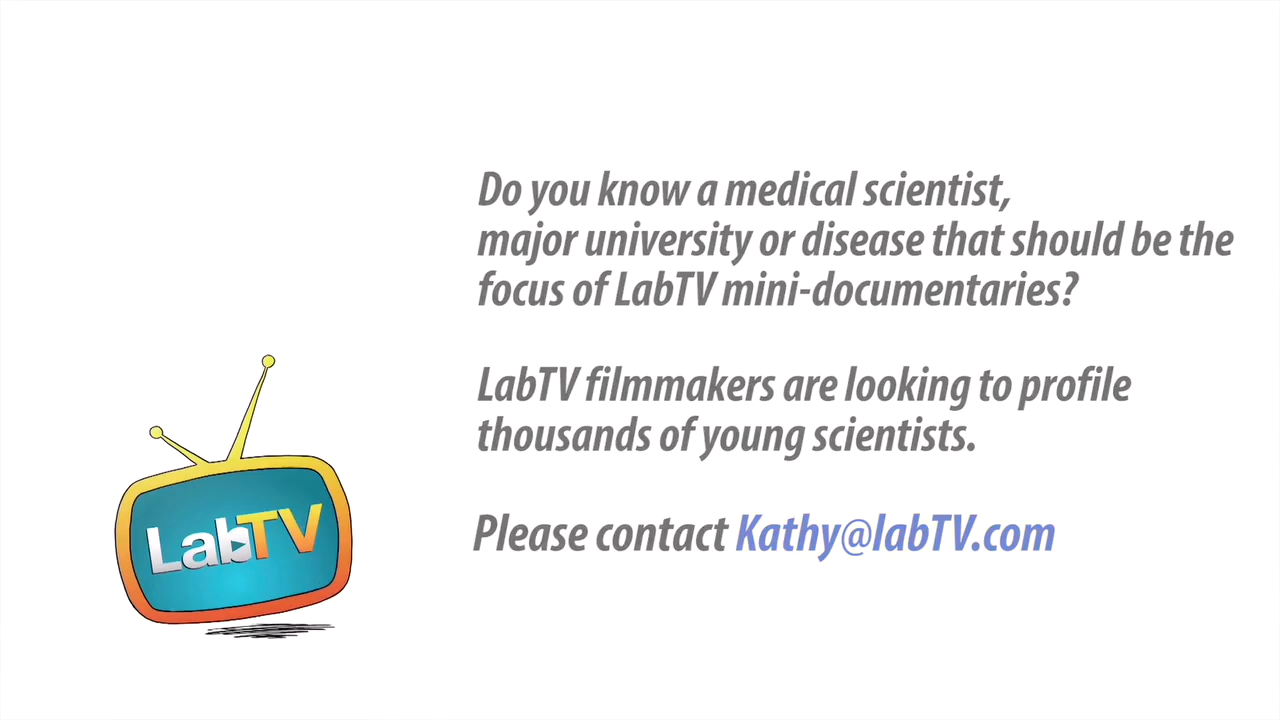 Do you know a medical scientist,
major university or disease that should be the
focus of LabTV mini-documentaries?
LabTV filmmakers are looking to profile
thousands of young scientists.
Please contact Kathy@labTV.com
LabTV